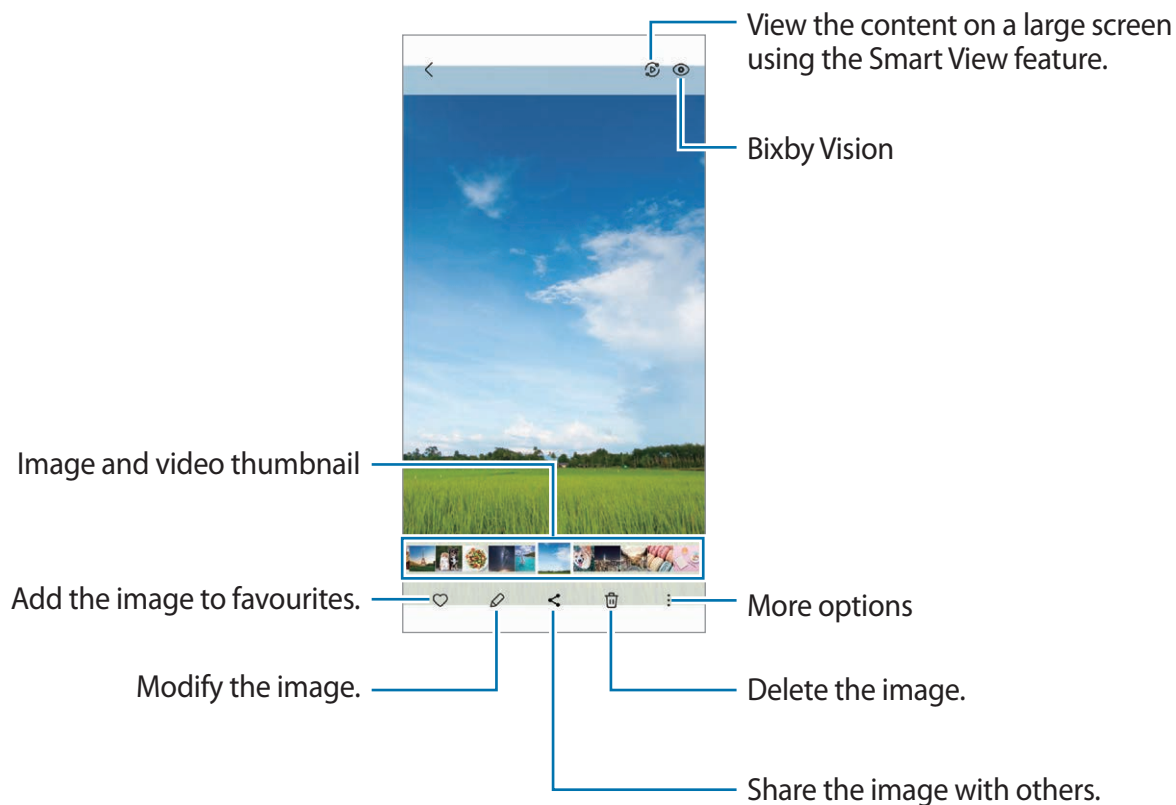 View the content on a large screen
using the Smart View feature.
Bixby Vision
Image and video thumbnail
Add the image to favourites.
More options
Modify the image.
Delete the image.
Share the image with others.